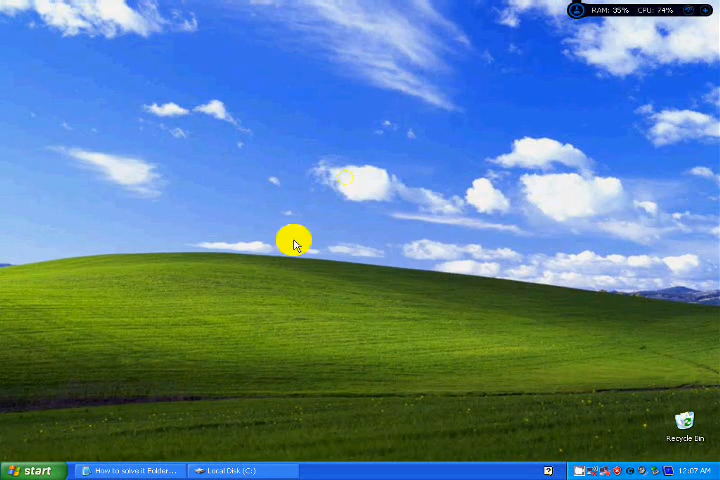 RAM: 35% CPU: 74%
Recycle Bin
start
How to solve it Folder...
Local Disk (C:)
12:07 AM